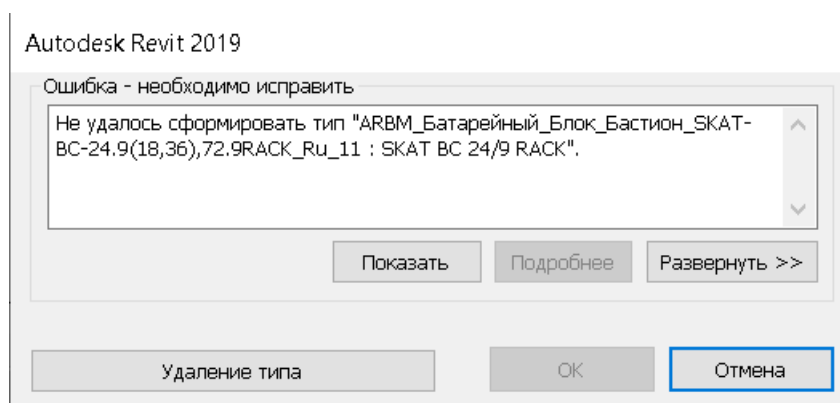 Autodesk Revit 2019
Ошибка - необходимо исправить
Не удалось сформировать тип "ARBM_Батарейный_Блок_Бастион_SKAT-
BC-24.9(18,36),72.9RACK_Ru_11 : SKAT BC 24/9 RACK".
Показать
Подробнее
Развернуть >>
Удаление типа
OK
Отмена